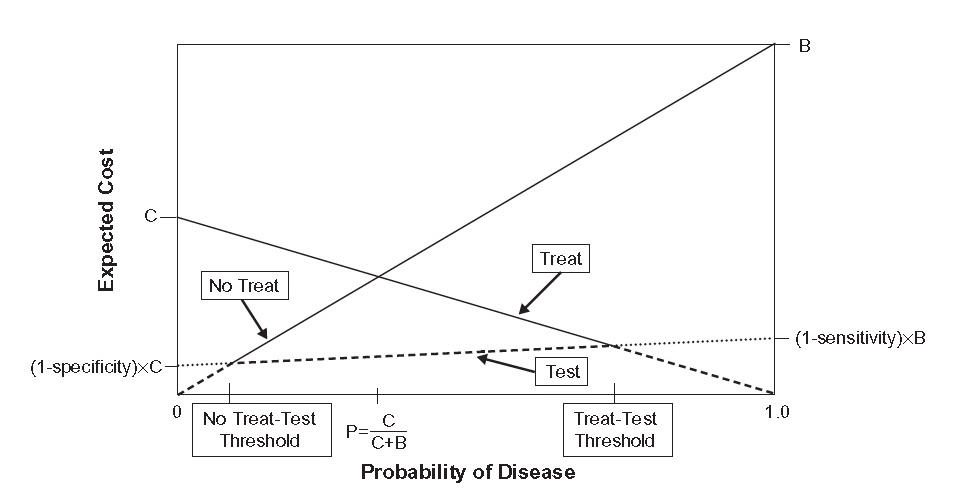 B
Expected Cost
C
Treat
No Treat
(1-specificity)×C
(1-sensitivity)×B
Test
0
1.0
No Treat-Test
Threshold
P=C/C+B
Treat-Test
Threshold
Probability of Disease